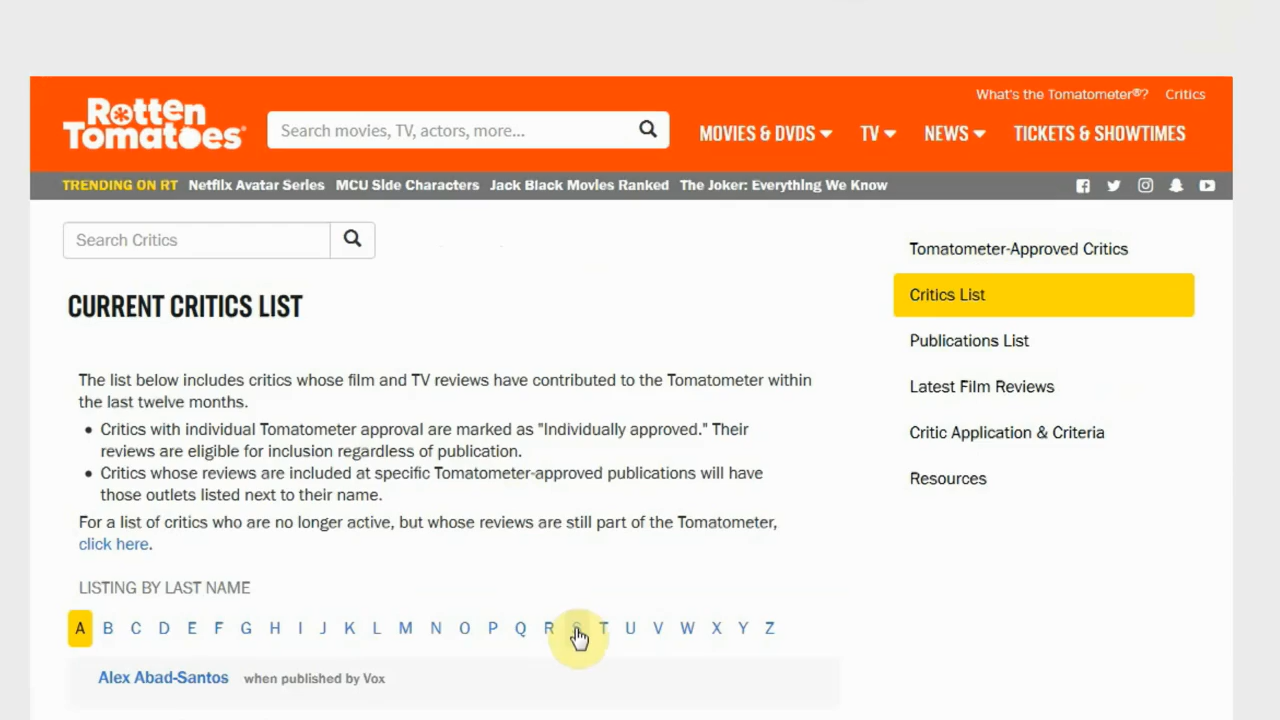 What's the Tomatometer®? Critics
Rotten
Tomatoes
Search movies, TV, actors, more...
MOVIES & DVDS TV NEWS TICKETS & SHOWTIMES
TRENDING ON RT Netflix Avatar Series MCU Side Characters Jack Black Movies Ranked The Joker: Everything We Know
Search Critics
Tomatometer-Approved Critics
Critics List
Publications List
Latest Film Reviews
Critic Application & Criteria
Resources
CURRENT CRITICS LIST
The list below includes critics whose film and TV reviews have contributed to the Tomatometer within
the last twelve months.
• Critics with individual Tomatometer approval are marked as "Individually approved." Their
reviews are eligible for inclusion regardless of publication.
• Critics whose reviews are included at specific Tomatometer-approved publications will have
those outlets listed next to their name.
For a list of critics who are no longer active, but whose reviews are still part of the Tomatometer,
click here.
LISTING BY LAST NAME
A B C D E F G H I J K L M N O P Q R S T U V W X Y Z
Alex Abad-Santos when published by Vox